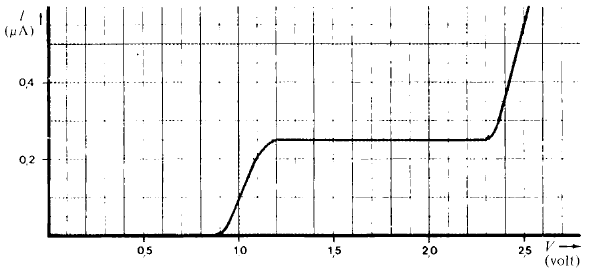 I ↑
(μA)
0,4
0,2
0,5 1,0 1,5 2,0 2,5 V →
(volt)